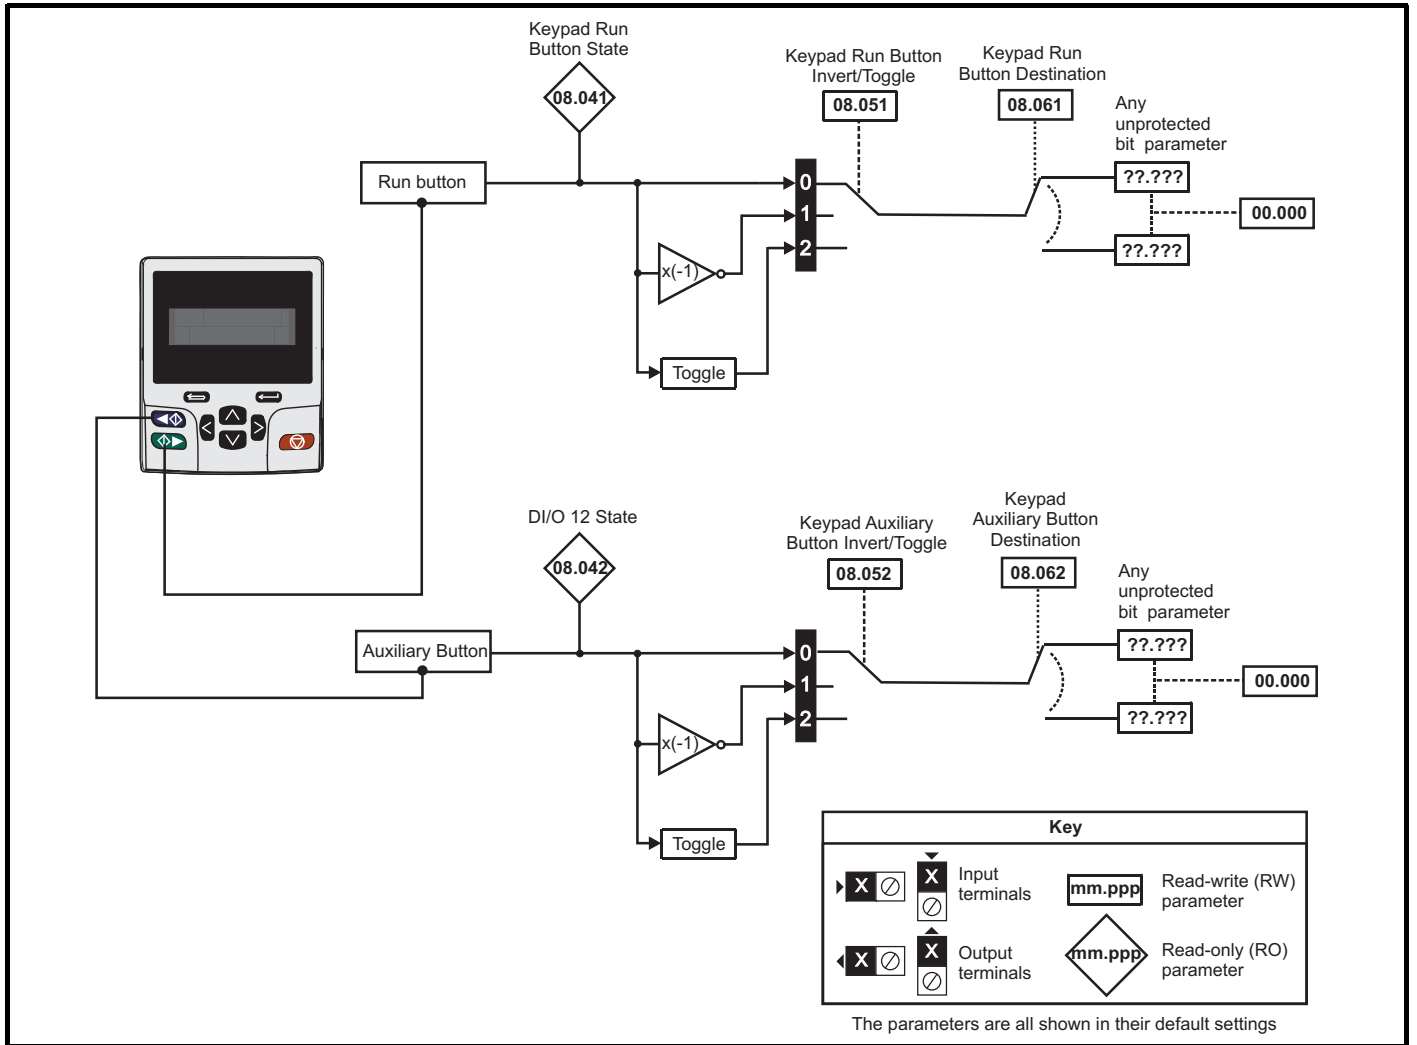 Keypad Run
Button State
08.041
Keypad Run Button
Invert/Toggle
08.051
Keypad Run
Button Destination
08.061
Any
unprotected
bit parameter
??.???
??.???
00.000
Run button
0
1
2
x(-1)
Toggle
DI/O 12 State
08.042
Keypad Auxiliary
Button Invert/Toggle
08.052
Keypad
Auxiliary Button
Destination
08.062
Any
unprotected
bit parameter
??.???
??.???
00.000
Auxiliary Button
0
1
2
x(-1)
Toggle
Key
X
X
Input
terminals
mm.ppp
Read-write (RW)
parameter
X
X
Output
terminals
mm.ppp
Read-only (RO)
parameter
The parameters are all shown in their default settings